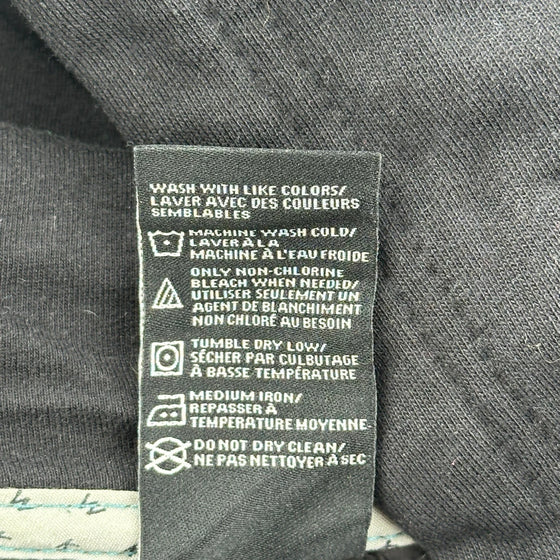 WASH WITH LIKE COLORS/
LAVER AVEC DES COULEURS
SEMBLABLES
MACHINE WASH COLD/
LAVER À LA
MACHINE À L'EAU FROIDE
ONLY NON-CHLORINE
BLEACH WHEN NEEDED/
UTILISER SEULEMENT UN
AGENT DE BLANCHIMENT
NON CHLORÉ AU BESOIN
TUMBLE DRY LOW/
SÉCHER PAR CULBUTAGE
À BASSE TEMPÉRATURE
MEDIUM IRON/
REPASSER À
TEMPERATURE MOYENNE
DO NOT DRY CLEAN/
NE PAS NETTOYER À SEC